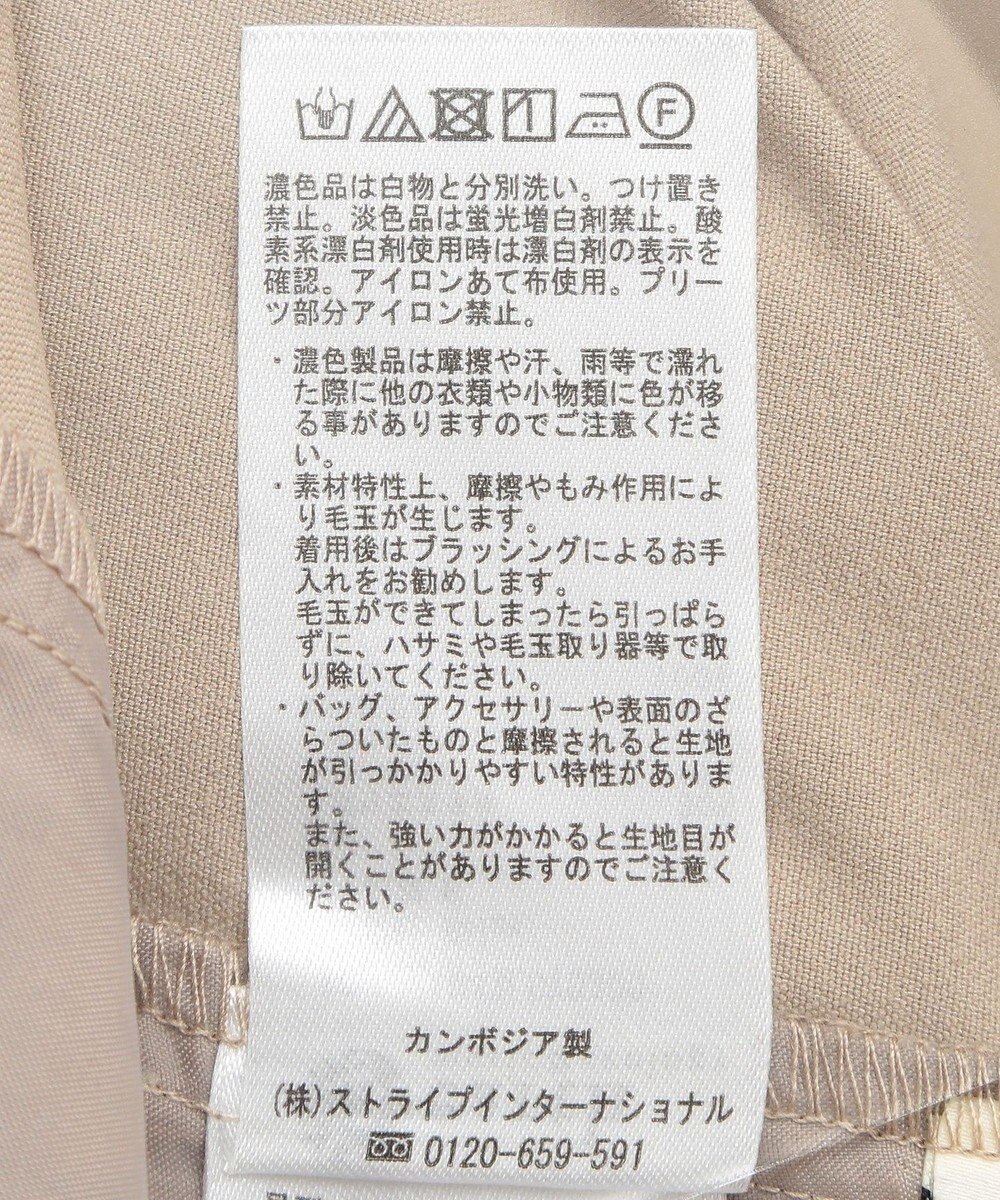 F
濃色品は白物と分別洗い。つけ置き
禁止。淡色品は蛍光増白剤禁止。酸
素系漂白剤使用時は漂白剤の表示を
確認。アイロンあて布使用。プリー
ツ部分アイロン禁止。
・濃色製品は摩擦や汗、雨等で濡れ
た際に他の衣類や小物類に色が移
る事がありますのでご注意くださ
い。
・素材特性上、摩擦やもみ作用によ
り毛玉が生じます。
着用後はブラッシングによるお手
入れをお勧めします。
毛玉ができてしまったら引っぱら
ずに、ハサミや毛玉取り器等で取
り除いてください。
・バッグ、アクセサリーや表面のざ
らついたものと摩擦されると生地
が引っかかりやすい特性がありま
す。
また、強い力がかかると生地目が
開くことがありますのでご注意く
ださい。
カンボジア製
(株)ストライプインターナショナル
0120-659-591